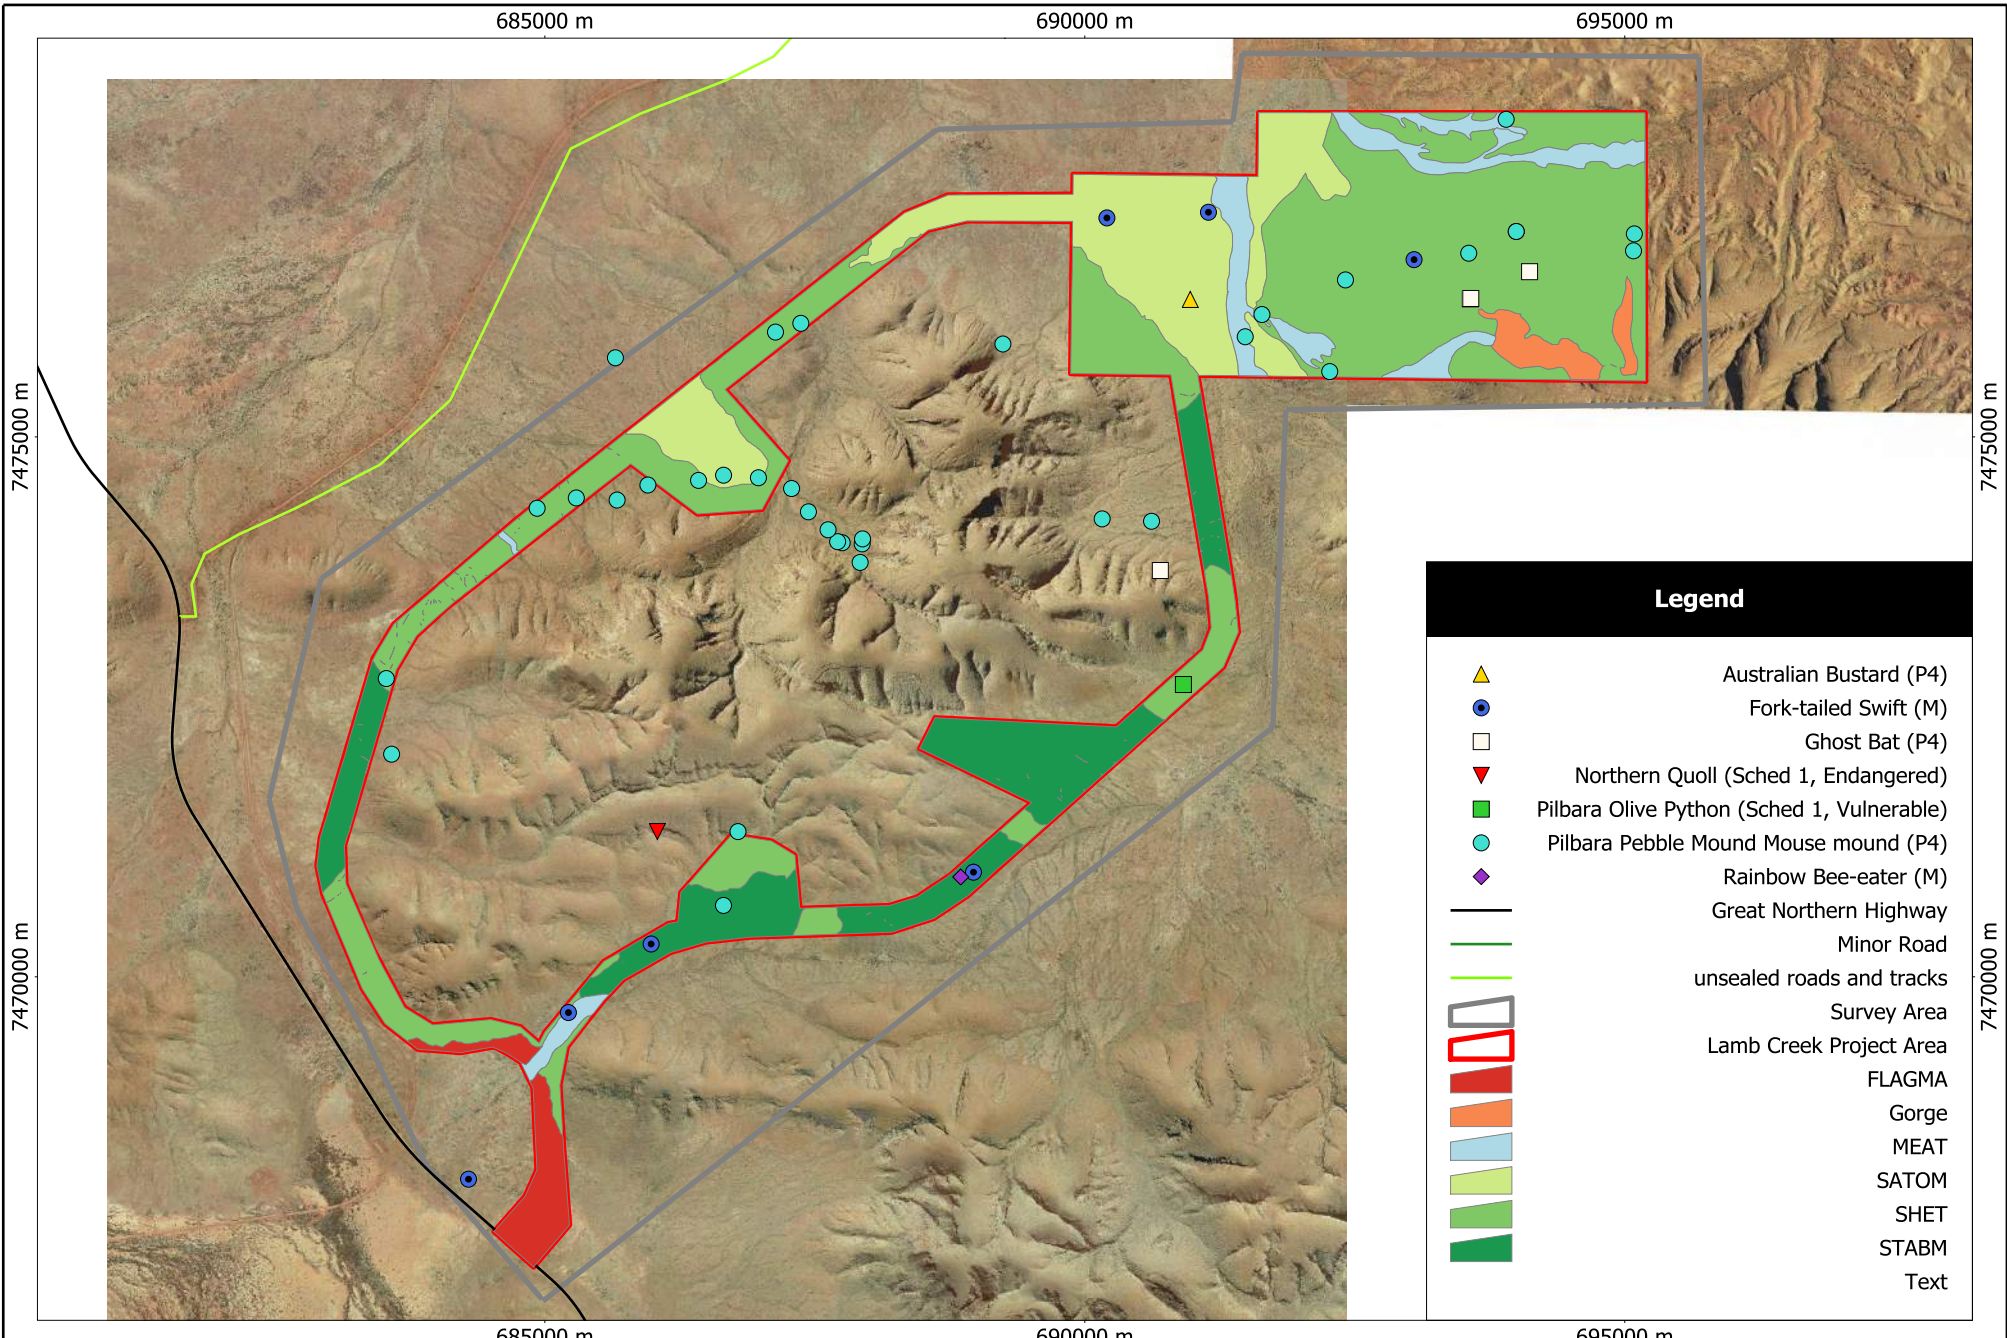 685000 m 690000 m 695000 m
7475000 m
7475000 m
7470000 m
7470000 m
Legend
Australian Bustard (P4)
Fork-tailed Swift (M)
Ghost Bat (P4)
Northern Quoll (Sched 1, Endangered)
Pilbara Olive Python (Sched 1, Vulnerable)
Pilbara Pebble Mound Mouse mound (P4)
Rainbow Bee-eater (M)
Great Northern Highway
Minor Road
unsealed roads and tracks
Survey Area
Lamb Creek Project Area
FLAGMA
Gorge
MEAT
SATOM
SHET
STABM
Text
685000 m 690000 m 695000 m